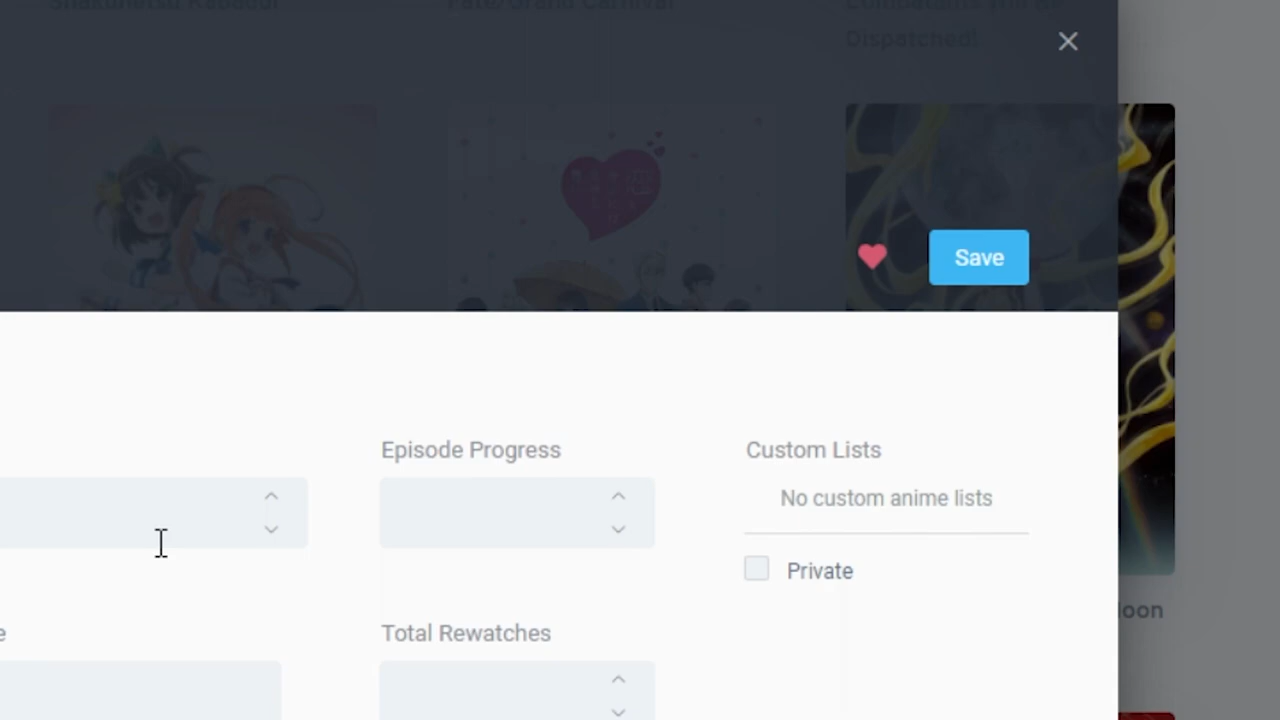 Shakunetsu Kabaddi
Fate/Grand Carnival
Combatants Will Be
Dispatched!
Save
Episode Progress
Custom Lists
No custom anime lists
Private
e
Total Rewatches
oon